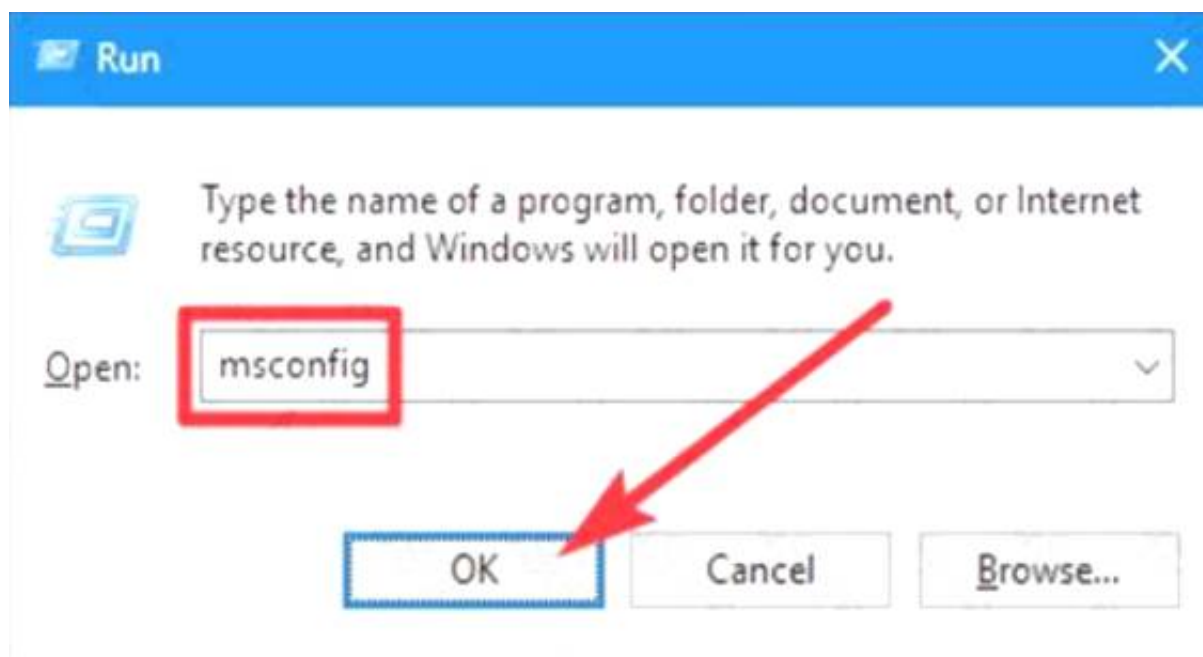 Run
Type the name of a program, folder, document, or Internet
resource, and Windows will open it for you.
Open: msconfig
OK Cancel Browse...